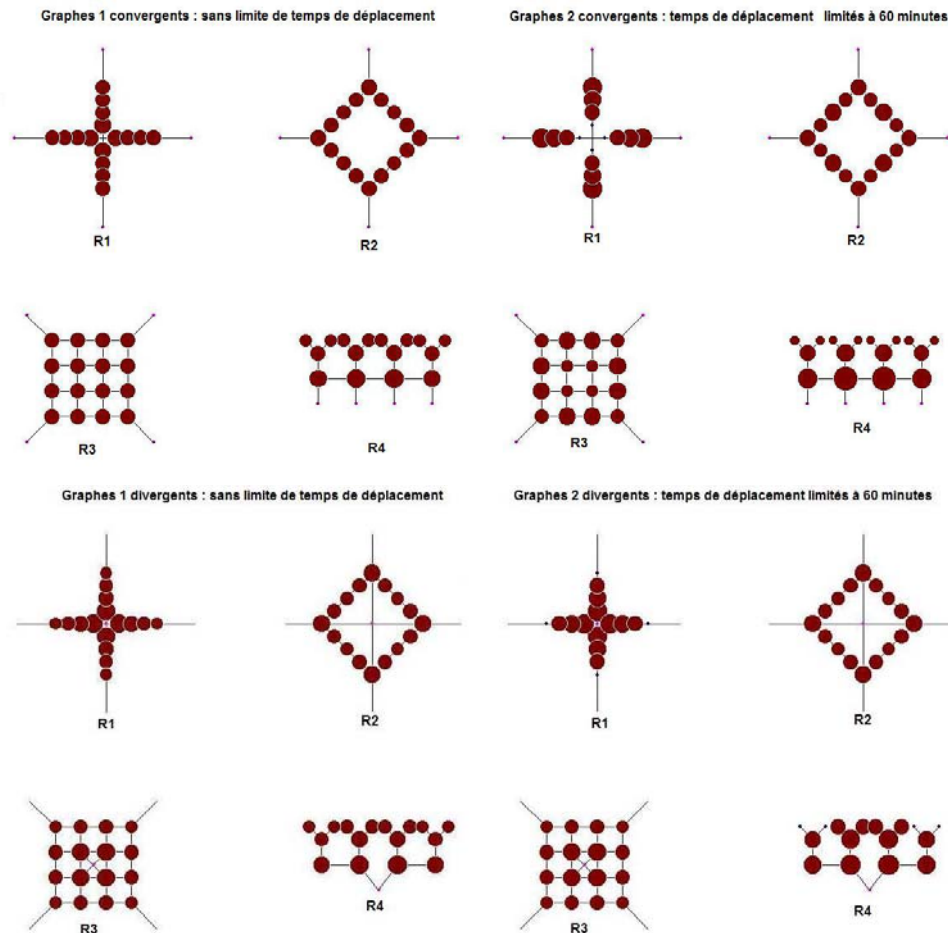 Graphes 1 convergents : sans limite de temps de déplacement
Graphes 2 convergents : temps de déplacement limités à 60 minutes
R1
R2
R1
R2
R3
R4
R3
R4
Graphes 1 divergents : sans limite de temps de déplacement
Graphes 2 divergents : temps de déplacement limités à 60 minutes
R1
R2
R1
R2
R3
R4
R3
R4